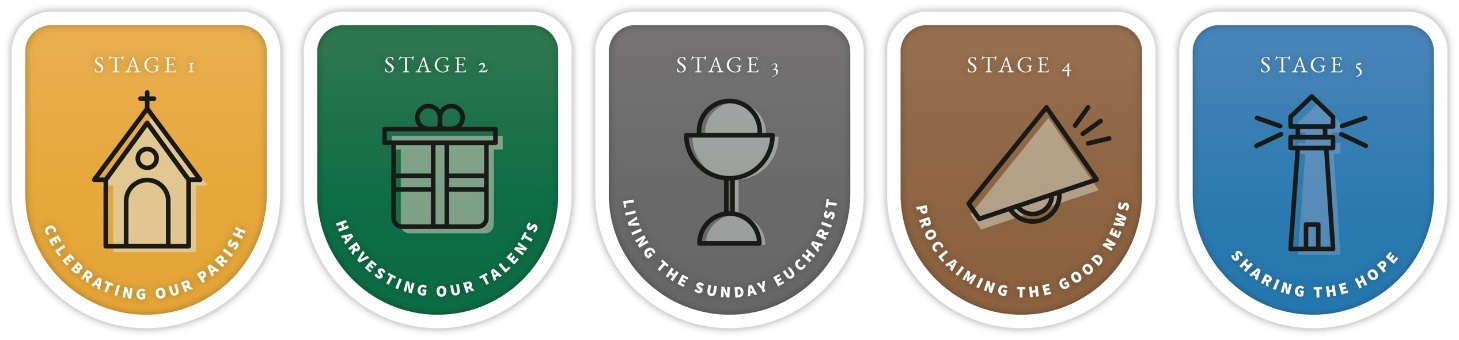 STAGE 1
CELEBRATING OUR PARISH
STAGE 2
HARVESTING OUR TALENTS
STAGE 3
LIVING THE SUNDAY EUCHARIST
STAGE 4
PROCLAIMING THE GOOD NEWS
STAGE 5
SHARING THE HOPE